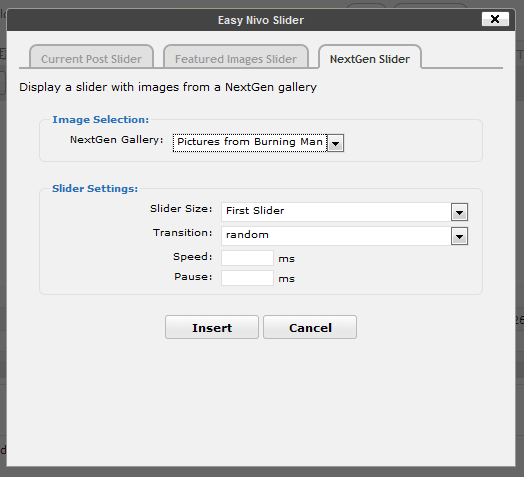 Easy Nivo Slider
Current Post Slider Featured Images Slider NextGen Slider
Display a slider with images from a NextGen gallery
Image Selection:
NextGen Gallery: Pictures from Burning Man
Slider Settings:
Slider Size: First Slider
Transition: random
Speed: ms
Pause: ms
Insert Cancel